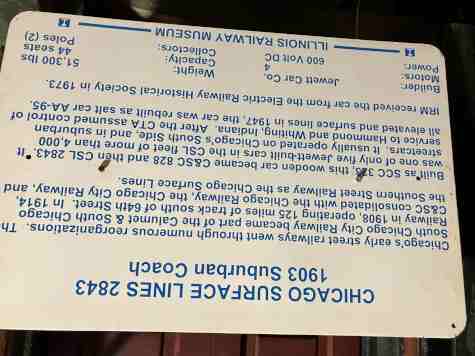 CHICAGO SURFACE LINES 2843
1903 Suburban Coach
Chicago's early street railways went through numerous reorganizations. Th
South Chicago City Railway became part of the Calumet & South Chicago
Railway in 1908, operating 125 miles of track south of 64th Street. In 1914,
C&SC consolidated with the Chicago Railway, the Chicago City Railway, and
the Southern Street Railway as the Chicago Surface Lines.
Built as SCC this wooden car became C&SC 828 and then CSL 2843. It
was one of only five Jewett-built cars in the CSL fleet of more than 4,000
streetcars. It usually operated on Chicago's South Side, and in suburban
service to Hammond and Whiting, Indiana. After the CTA assumed control of
all elevated and surface lines in 1947, the car was rebuilt as salt car AA-95.
IRM received the car from the Electric Railway Historical Society in 1973.
Builder: Jewett Car Co. Weight: 51,300 lbs
Motors: 4 Capacity: 44 seats
Power: 600 Volt DC Collectors: Poles (2)
ILLINOIS RAILWAY MUSEUM